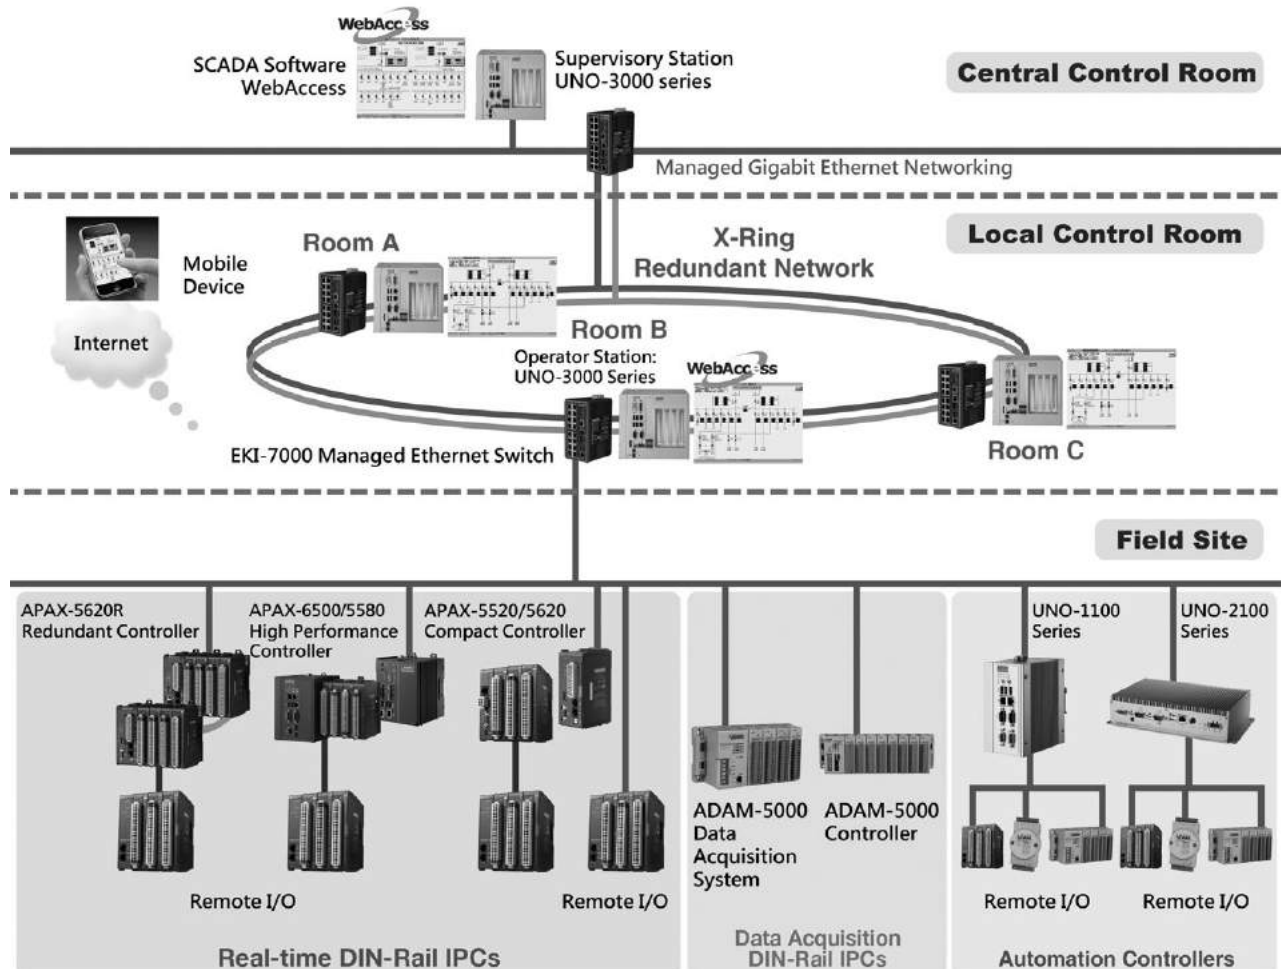 WebAccess
SCADA Software
WebAccess
Supervisory Station
UNO-3000 series
Central Control Room
Managed Gigabit Ethernet Networking
Local Control Room
Mobile
Device
Internet
Room A
X-Ring
Redundant Network
Room B
Operator Station:
UNO-3000 Series
WebAccess
EKI-7000 Managed Ethernet Switch
Room C
Field Site
APAX-5620R
Redundant Controller
APAX-6500/5580
High Performance
Controller
APAX-5520/5620
Compact Controller
UNO-1100
Series
UNO-2100
Series
ADAM-5000
Data
Acquisition
System
ADAM-5000
Controller
Remote I/O
Remote I/O
Remote I/O
Remote I/O
Real-time DIN-Rail IPCs
Data Acquisition
DIN-Rail IPCs
Automation Controllers